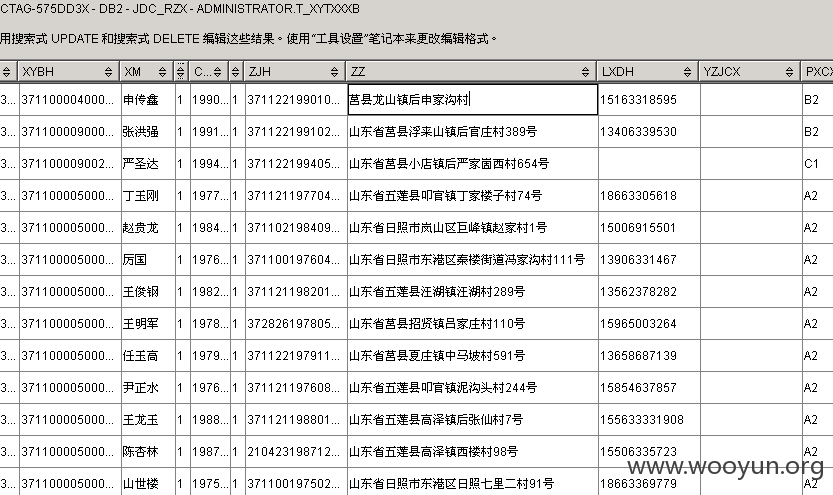 CTAG-575DD3X - DB2 - JDC_RZX - ADMINISTRATOR.T_XYTXXXB
用搜索式 UPDATE 和搜索式 DELETE 编辑这些结果。使用“工具设置”笔记本来更改编辑格式。
XYBH XM C... ZJH ZZ LXDH YZJCX PXCX
3... 371100004000... 申传鑫 1 1990... 1 371122199010... 莒县龙山镇后申家沟村 15163318595 B2
3... 371100009000... 张洪强 1 1991... 1 371122199102... 山东省莒县浮来山镇后官庄村389号 13406339530 B2
3... 371100009002... 严圣达 1 1994... 1 371122199405... 山东省莒县小店镇后严家崮西村654号 C1
3... 371100005000... 丁玉刚 1 1977... 1 371121197704... 山东省五莲县叩官镇丁家楼子村74号 18663305618 A2
3... 371100005000... 赵贵龙 1 1984... 1 371102198409... 山东省日照市岚山区巨峰镇赵家村1号 15006915501 A2
3... 371100005000... 厉国 1 1976... 1 371100197604... 山东省日照市东港区秦楼街道冯家沟村111号 13906331467 A2
3... 371100005000... 王俊钢 1 1982... 1 371121198201... 山东省五莲县汪湖镇汪湖村289号 13562378282 A2
3... 371100005000... 王明军 1 1978... 1 372826197805... 山东省莒县招贤镇吕家庄村110号 15965003264 A2
3... 371100005000... 任玉高 1 1979... 1 371122197911... 山东省莒县夏庄镇中马坡村591号 13658687139 A2
3... 371100005000... 尹正水 1 1976... 1 371121197608... 山东省五莲县叩官镇泥沟头村244号 15854637857 A2
3... 371100005000... 王龙玉 1 1988... 1 371121198801... 山东省五莲县高泽镇后张仙村7号 155633331908 A2
3... 371100005000... 陈杏林 1 1987... 1 210423198712... 山东省五莲县高泽镇西楼村98号 15506335723 A2
3... 371100005000... 山世楼 1 1975... 1 371100197502... 山东省日照市东港区日照七里二村91号 18663369779 A2
www.wooyun.org